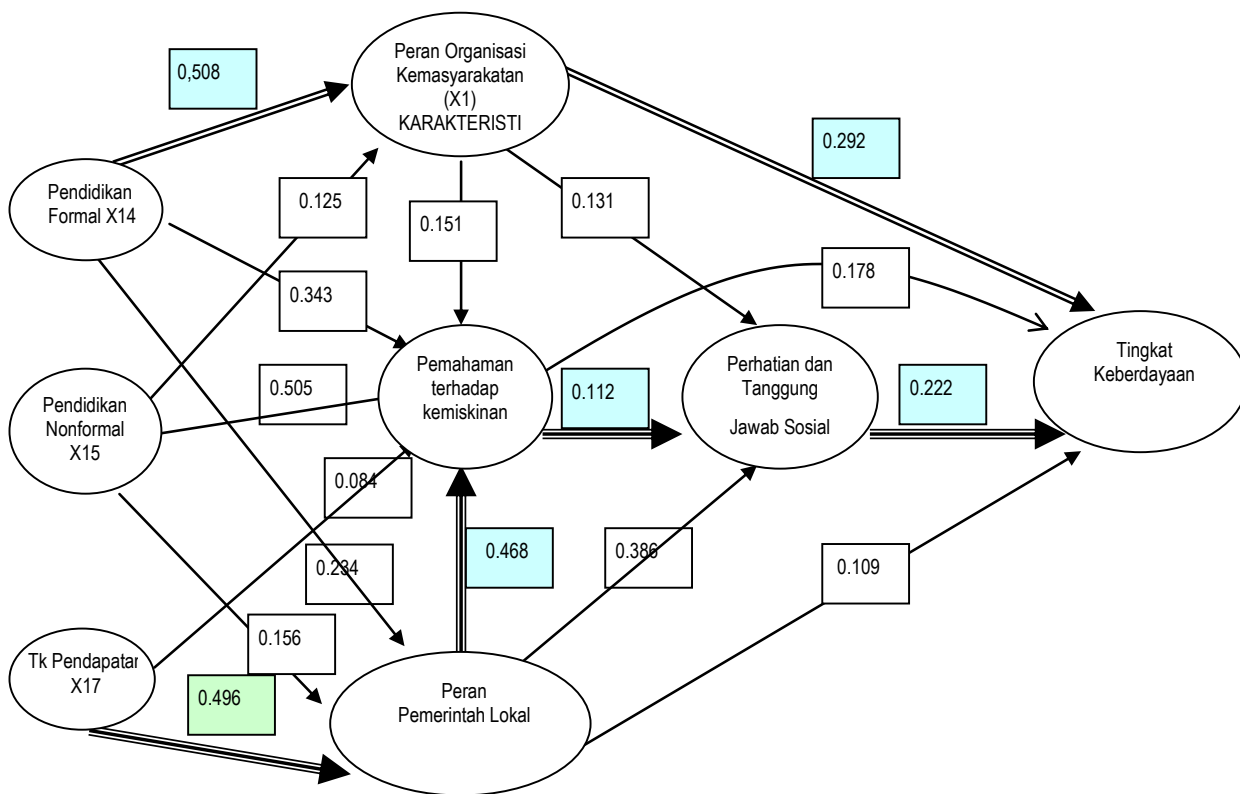 0,508
Peran Organisasi
Kemasyarakatan
(X1)
KARAKTERISTI
0.292
Pendidikan
Formal X14
0.125
0.151
0.131
0.178
0.343
Pemahaman
terhadap
kemiskinan
Perhatian dan
Tanggung
Jawab Sosial
Tingkat
Keberdayaan
Pendidikan
Nonformal
X15
0.505
0.112
0.222
0.084
0.234
0.468
0.386
0.109
0.156
Tk Pendapatar
X17
0.496
Peran
Pemerintah Lokal